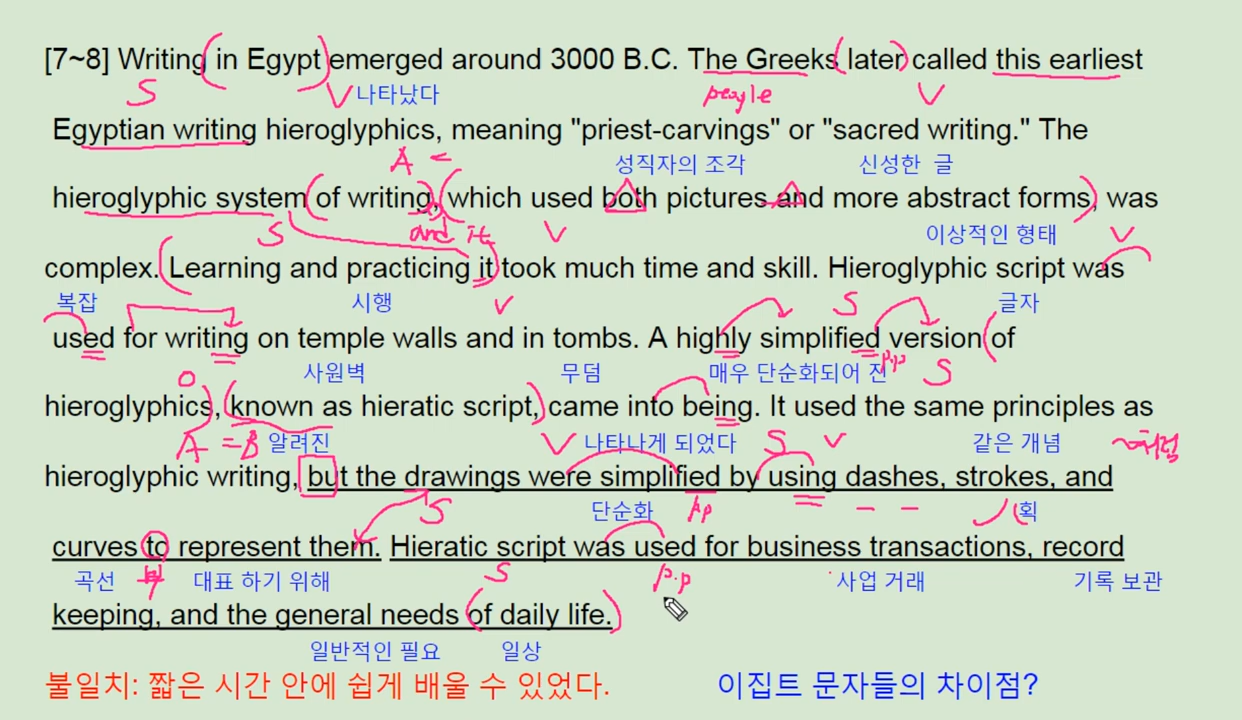 [7~8] Writing (in Egypt) emerged around 3000 B.C. The Greeks (later) called this earliest
S V 나타났다 people V
Egyptian writing hieroglyphics, meaning "priest-carvings" or "sacred writing." The
A < 성직자의 조각 신성한 글
hieroglyphic system (of writing), (which used both pictures and more abstract forms), was
S and it V 이상적인 형태 V
complex. (Learning and practicing it) took much time and skill. Hieroglyphic script was
복잡 시행 V S 글자
used for writing on temple walls and in tombs. A highly simplified version (of
사원벽 무덤 매우 단순화되어 진 p.p S
hieroglyphics), (known as hieratic script,) came into being. It used the same principles as
O A = B 알려진 V 나타나게 되었다 S V 같은 개념 ~처럼
hieroglyphic writing, but the drawings were simplified by using dashes, strokes, and
S 단순화 p.p (획
curves to represent them. Hieratic script was used for business transactions, record
곡선 부 대표 하기 위해 S p.p 사업 거래 기록 보관
keeping, and the general needs (of daily life.)
일반적인 필요 일상
불일치: 짧은 시간 안에 쉽게 배울 수 있었다. 이집트 문자들의 차이점?